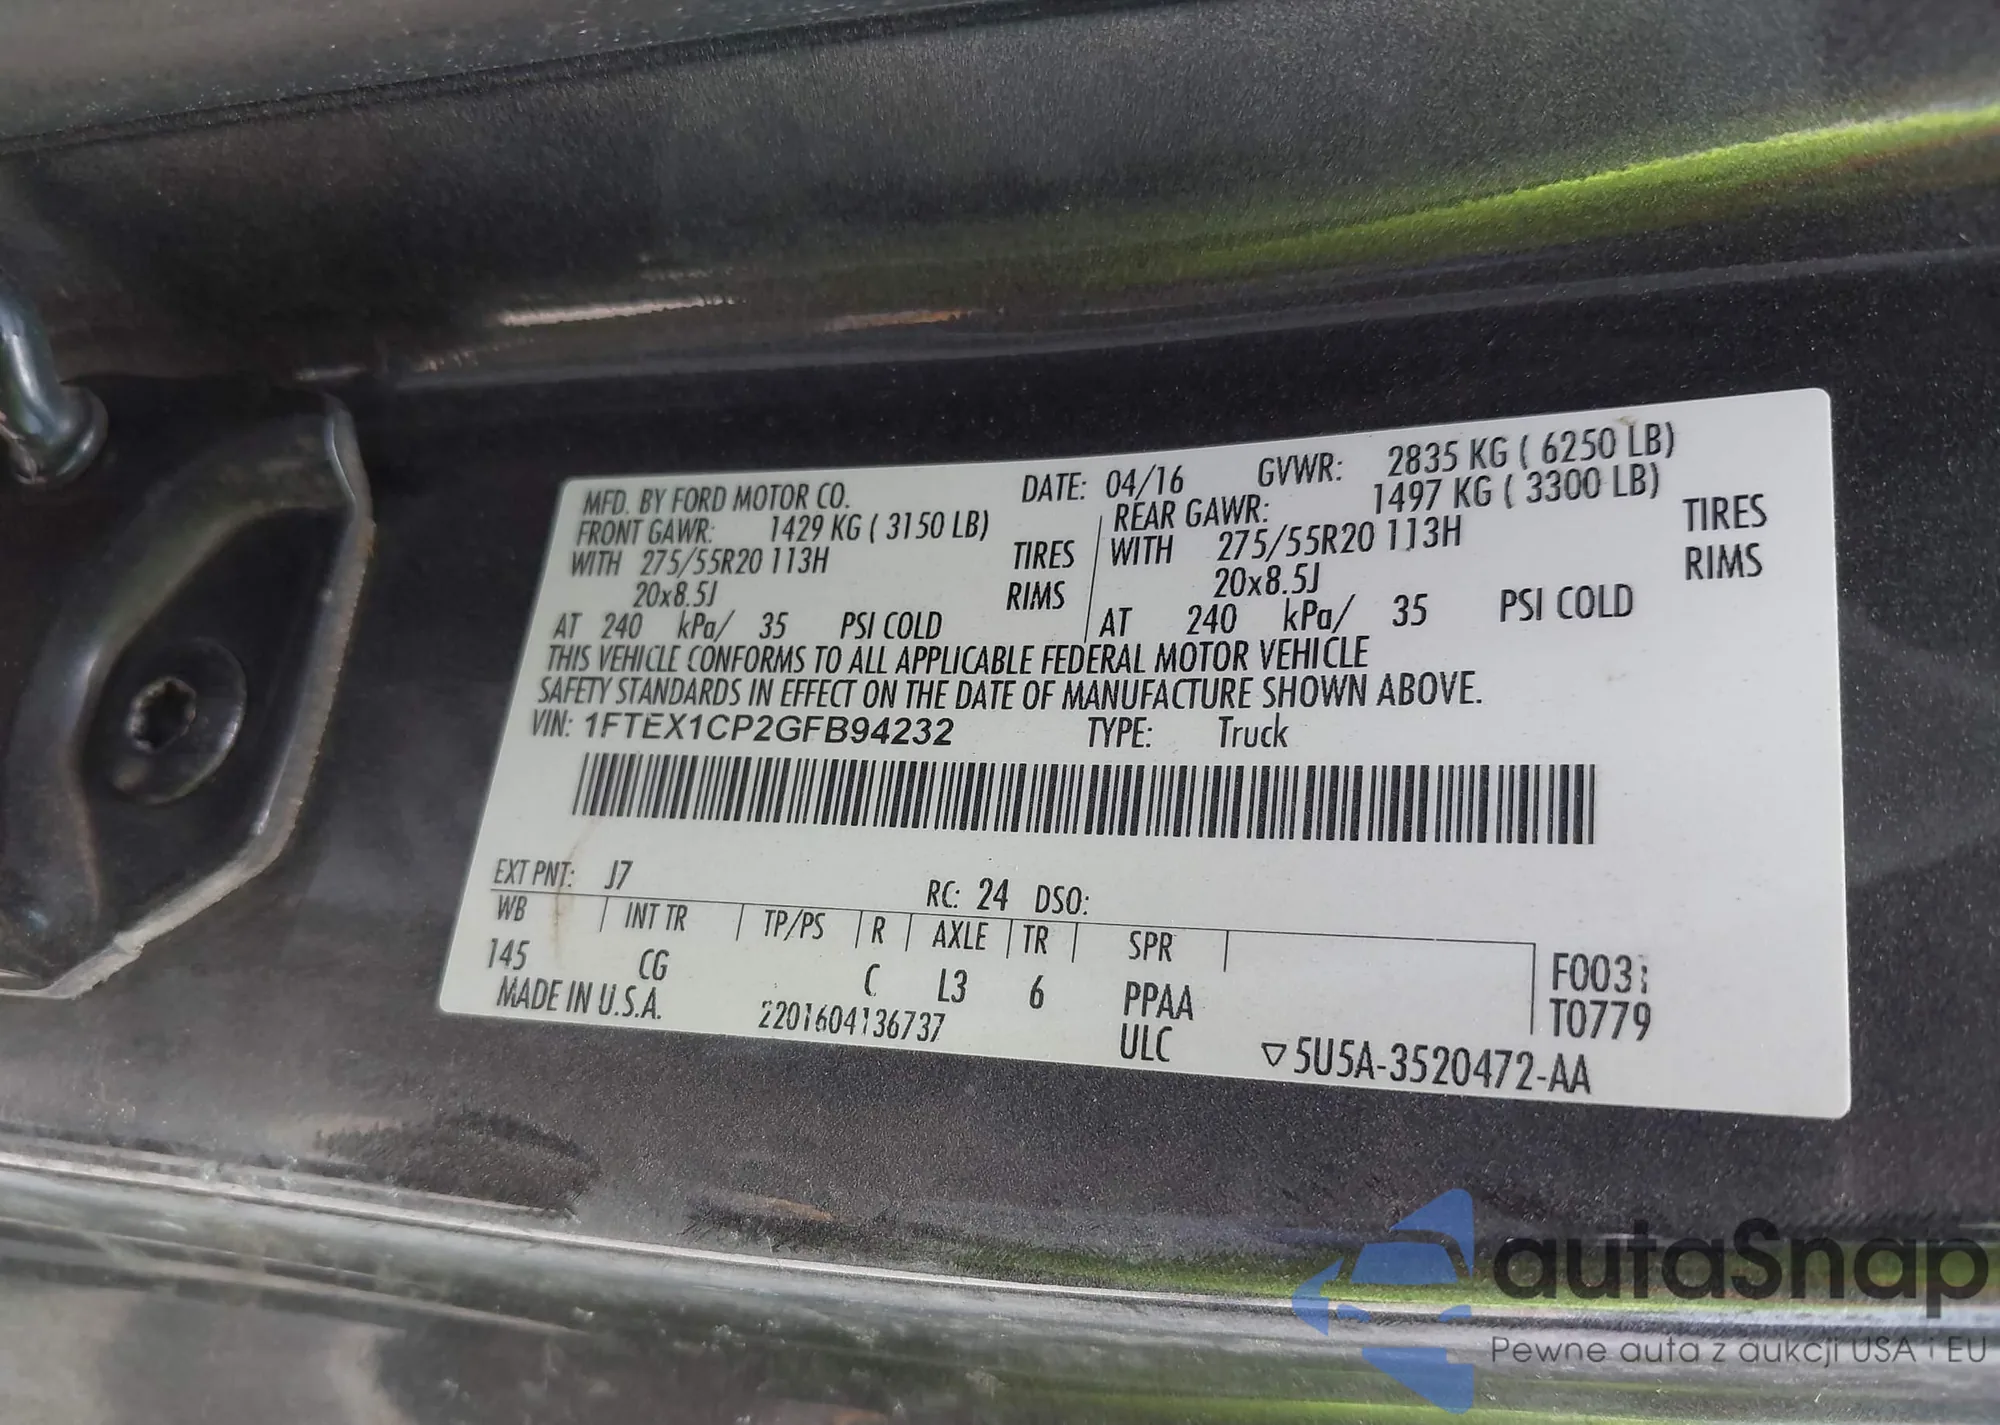 MFD. BY FORD MOTOR CO. DATE: 04/16 GVWR: 2835 KG ( 6250 LB)
FRONT GAWR: 1429 KG ( 3150 LB) REAR GAWR: 1497 KG ( 3300 LB)
WITH 275/55R20 113H TIRES WITH 275/55R20 113H TIRES
20x8.5J RIMS 20x8.5J RIMS
AT 240 kPa/ 35 PSI COLD AT 240 kPa/ 35 PSI COLD
THIS VEHICLE CONFORMS TO ALL APPLICABLE FEDERAL MOTOR VEHICLE
SAFETY STANDARDS IN EFFECT ON THE DATE OF MANUFACTURE SHOWN ABOVE.
VIN: 1FTEX1CP2GFB94232 TYPE: Truck
EXT PNT: J7 RC: 24 DSO:
WB INT TR TP/PS R AXLE TR SPR
145 CG C L3 6 PPAA
F003
T0779
MADE IN U.S.A. 2201604136737 ULC ▽5U5A-3520472-AA
autaSnap
Pewne auta z aukcji USA i EU